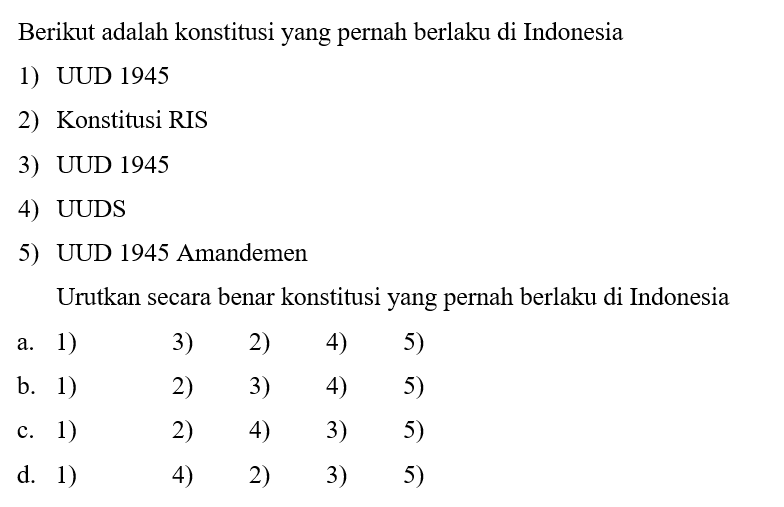 Berikut adalah konstitusi yang pernah berlaku di Indonesia
1) UUD 1945
2) Konstitusi RIS
3) UUD 1945
4) UUDS
5) UUD 1945 Amandemen
Urutkan secara benar konstitusi yang pernah berlaku di Indonesia
a. 1) 3) 2) 4) 5)
b. 1) 2) 3) 4) 5)
c. 1) 2) 4) 3) 5)
d. 1) 4) 2) 3) 5)